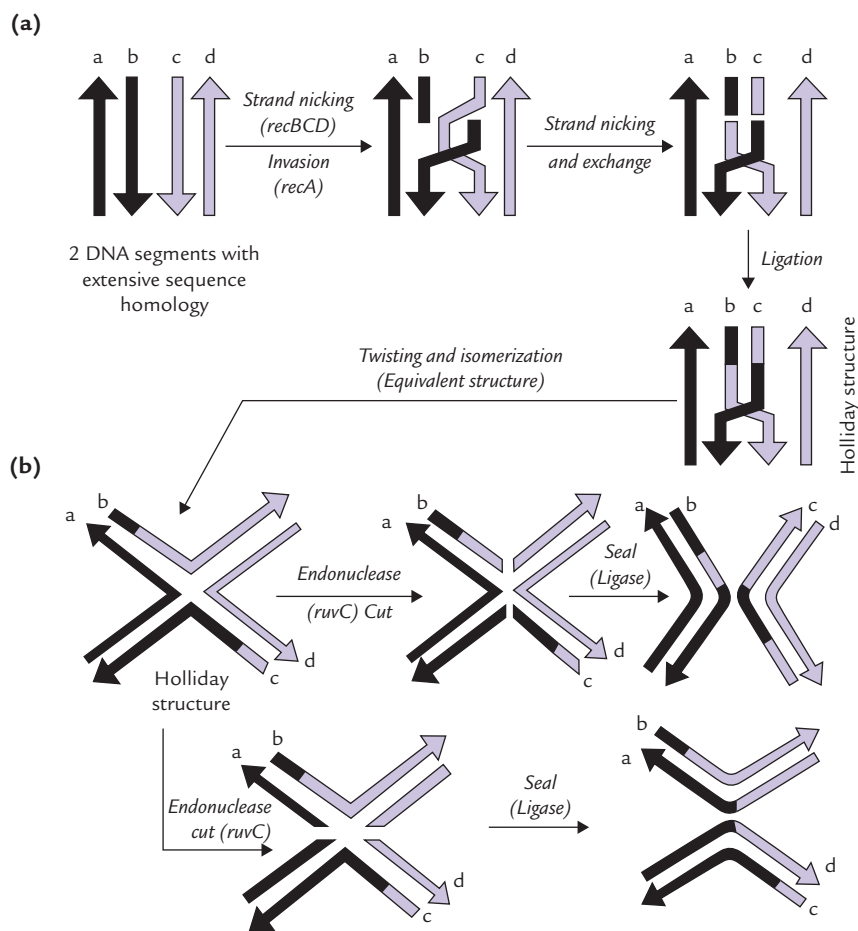 (a)
a b c d
Strand nicking
(recBCD)
Invasion
(recA)
a b c d
Strand nicking
and exchange
a b c d
2 DNA segments with
extensive sequence
homology
Ligation
a b c d
Holliday structure
Twisting and isomerization
(Equivalent structure)
(b)
a b
d
c
Holliday
structure
Endonuclease
(ruvC) Cut
a b
d
c
Seal
(Ligase)
a b c
d
Endonuclease
cut (ruvC)
a b
d
c
Seal
(Ligase)
b
a
d
c